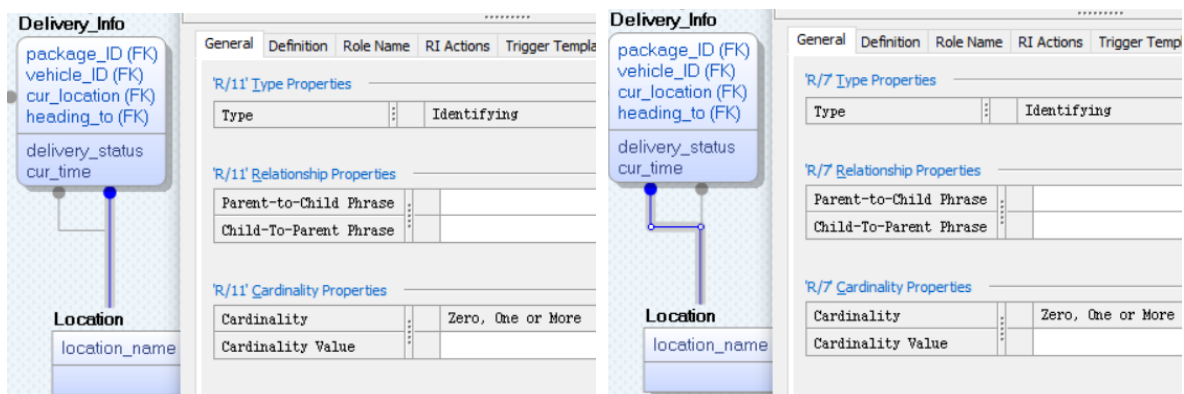 Delivery_Info
package_ID (FK)
vehicle_ID (FK)
cur_location (FK)
heading_to (FK)
delivery_status
cur_time
Location
location_name
General Definition Role Name RI Actions Trigger Templa
'R/11' Type Properties
Type Identifying
'R/11' Relationship Properties
Parent-to-Child Phrase
Child-To-Parent Phrase
'R/11' Cardinality Properties
Cardinality Zero, One or More
Cardinality Value
Delivery_Info
package_ID (FK)
vehicle_ID (FK)
cur_location (FK)
heading_to (FK)
delivery_status
cur_time
Location
location_name
General Definition Role Name RI Actions Trigger Templ
'R/7' Type Properties
Type Identifying
'R/7' Relationship Properties
Parent-to-Child Phrase
Child-To-Parent Phrase
'R/7' Cardinality Properties
Cardinality Zero, One or More
Cardinality Value